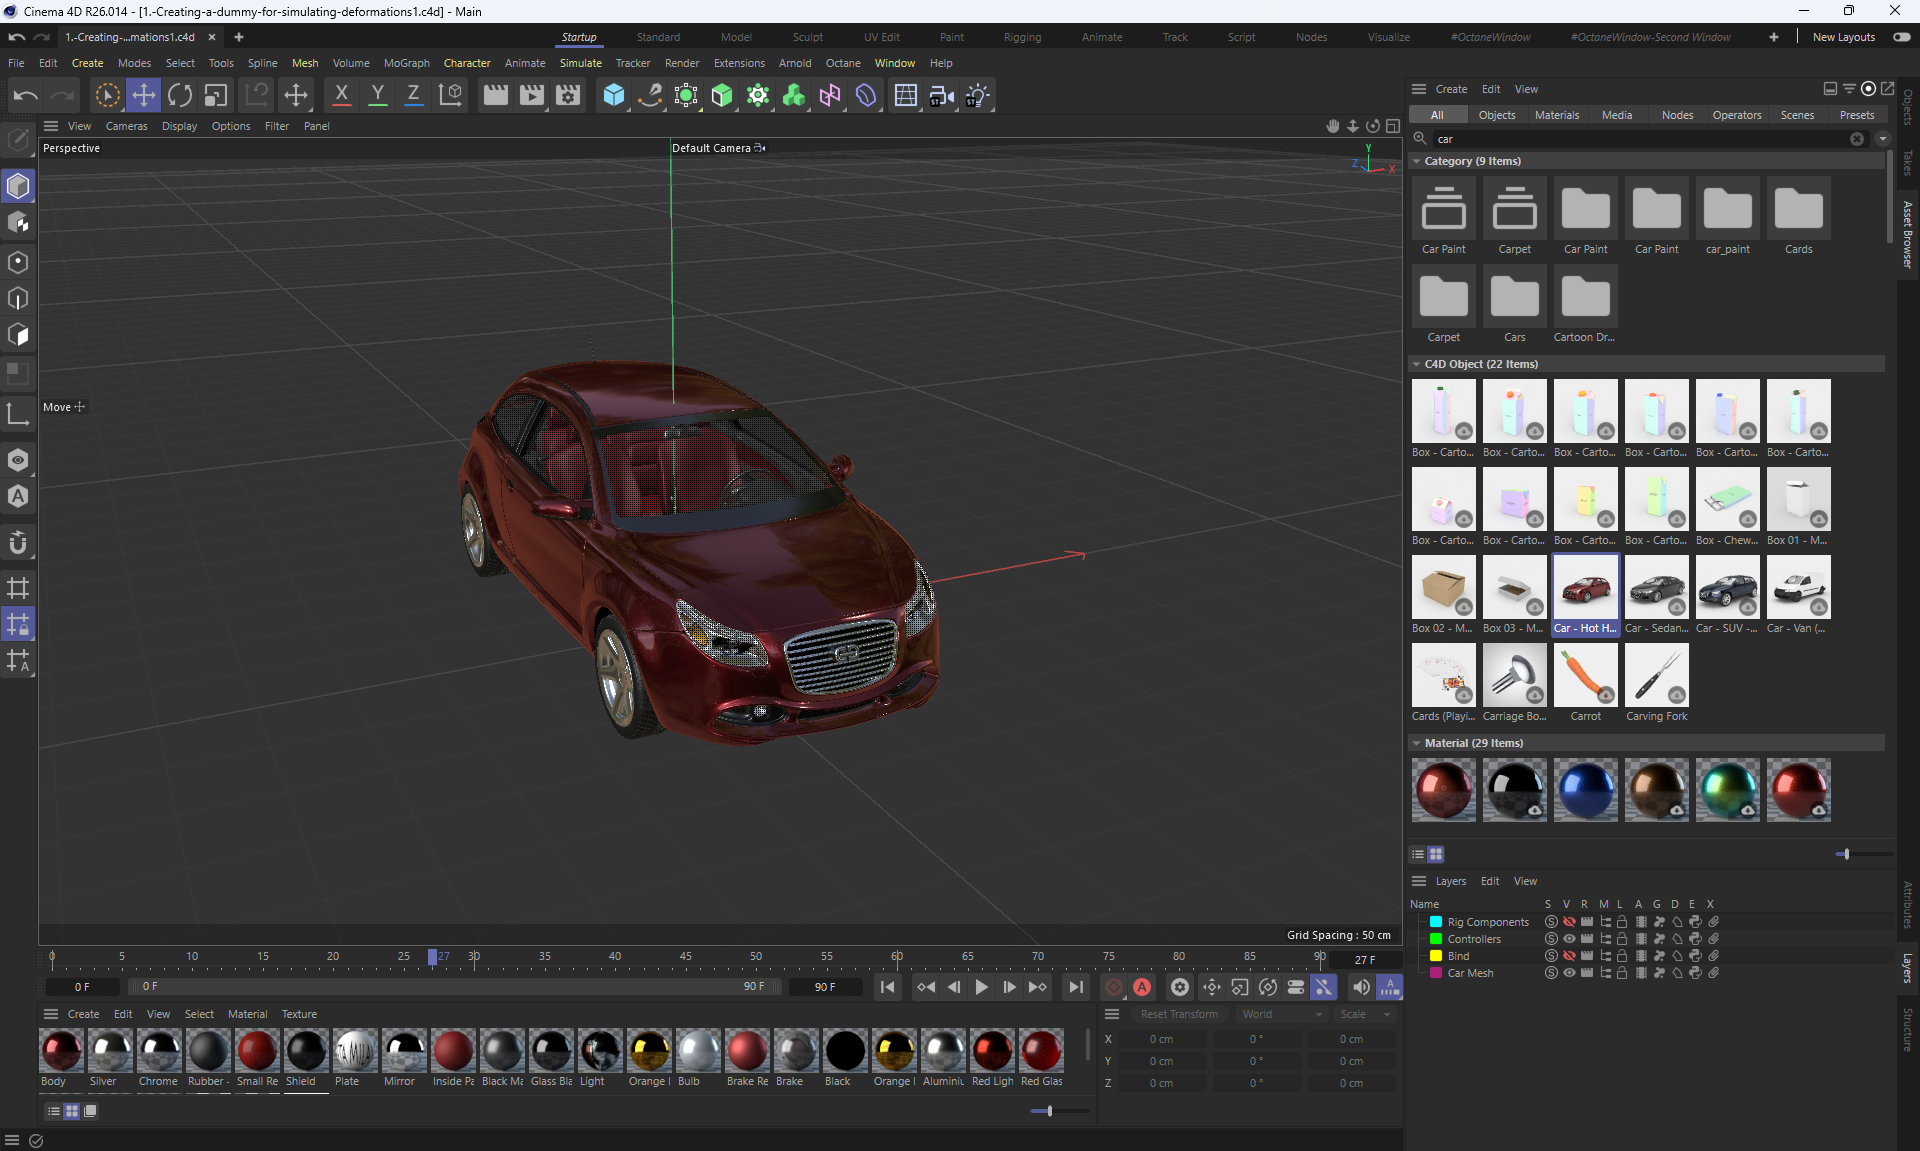 Cinema 4D R26.014 - [1.-Creating-a-dummy-for-simulating-deformations1.c4d] - Main
1.-Creating-...mations1.c4d × +
Startup Standard Model Sculpt UV Edit Paint Rigging Animate Track Script Nodes Visualize #OctaneWindow #OctaneWindow-Second Window + New Layouts
File Edit Create Modes Select Tools Spline Mesh Volume MoGraph Character Animate Simulate Tracker Render Extensions Arnold Octane Window Help
X Y Z ST ST
View Cameras Display Options Filter Panel
Perspective
Default Camera
Y
Z X
Move
Grid Spacing : 50 cm
0 5 10 15 20 25 27 30 35 40 45 50 55 60 65 70 75 80 85 90 27 F
0 F 0 F 90 F 90 F
Create Edit View Select Material Texture
Body Silver Chrome Rubber - Small Re Shield Plate Mirror Inside Pa Black Ma Glass Bla Light Orange l Bulb Brake Re Brake Black Orange l Aluminiu Red Ligh Red Glas
Reset Transform World Scale
X 0 cm 0 ° 0 cm
Y 0 cm 0 ° 0 cm
Z 0 cm 0 ° 0 cm
Create Edit View
All Objects Materials Media Nodes Operators Scenes Presets
car
Category (9 Items)
Car Paint Carpet Car Paint Car Paint car_paint Cards
Carpet Cars Cartoon Dr...
C4D Object (22 Items)
Box - Carto... Box - Carto... Box - Carto... Box - Carto... Box - Carto... Box - Carto...
Box - Carto... Box - Carto... Box - Carto... Box - Carto... Box - Chew... Box 01 - M...
Box 02 - M... Box 03 - M... Car - Hot H... Car - Sedan... Car - SUV -... Car - Van (...
Cards (Playi... Carriage Bo... Carrot Carving Fork
Material (29 Items)
Layers Edit View
Name S V R M L A G D E X
Rig Components
Controllers
Bind
Car Mesh
Objects
Takes
Asset Browser
Attributes
Layers
Structure